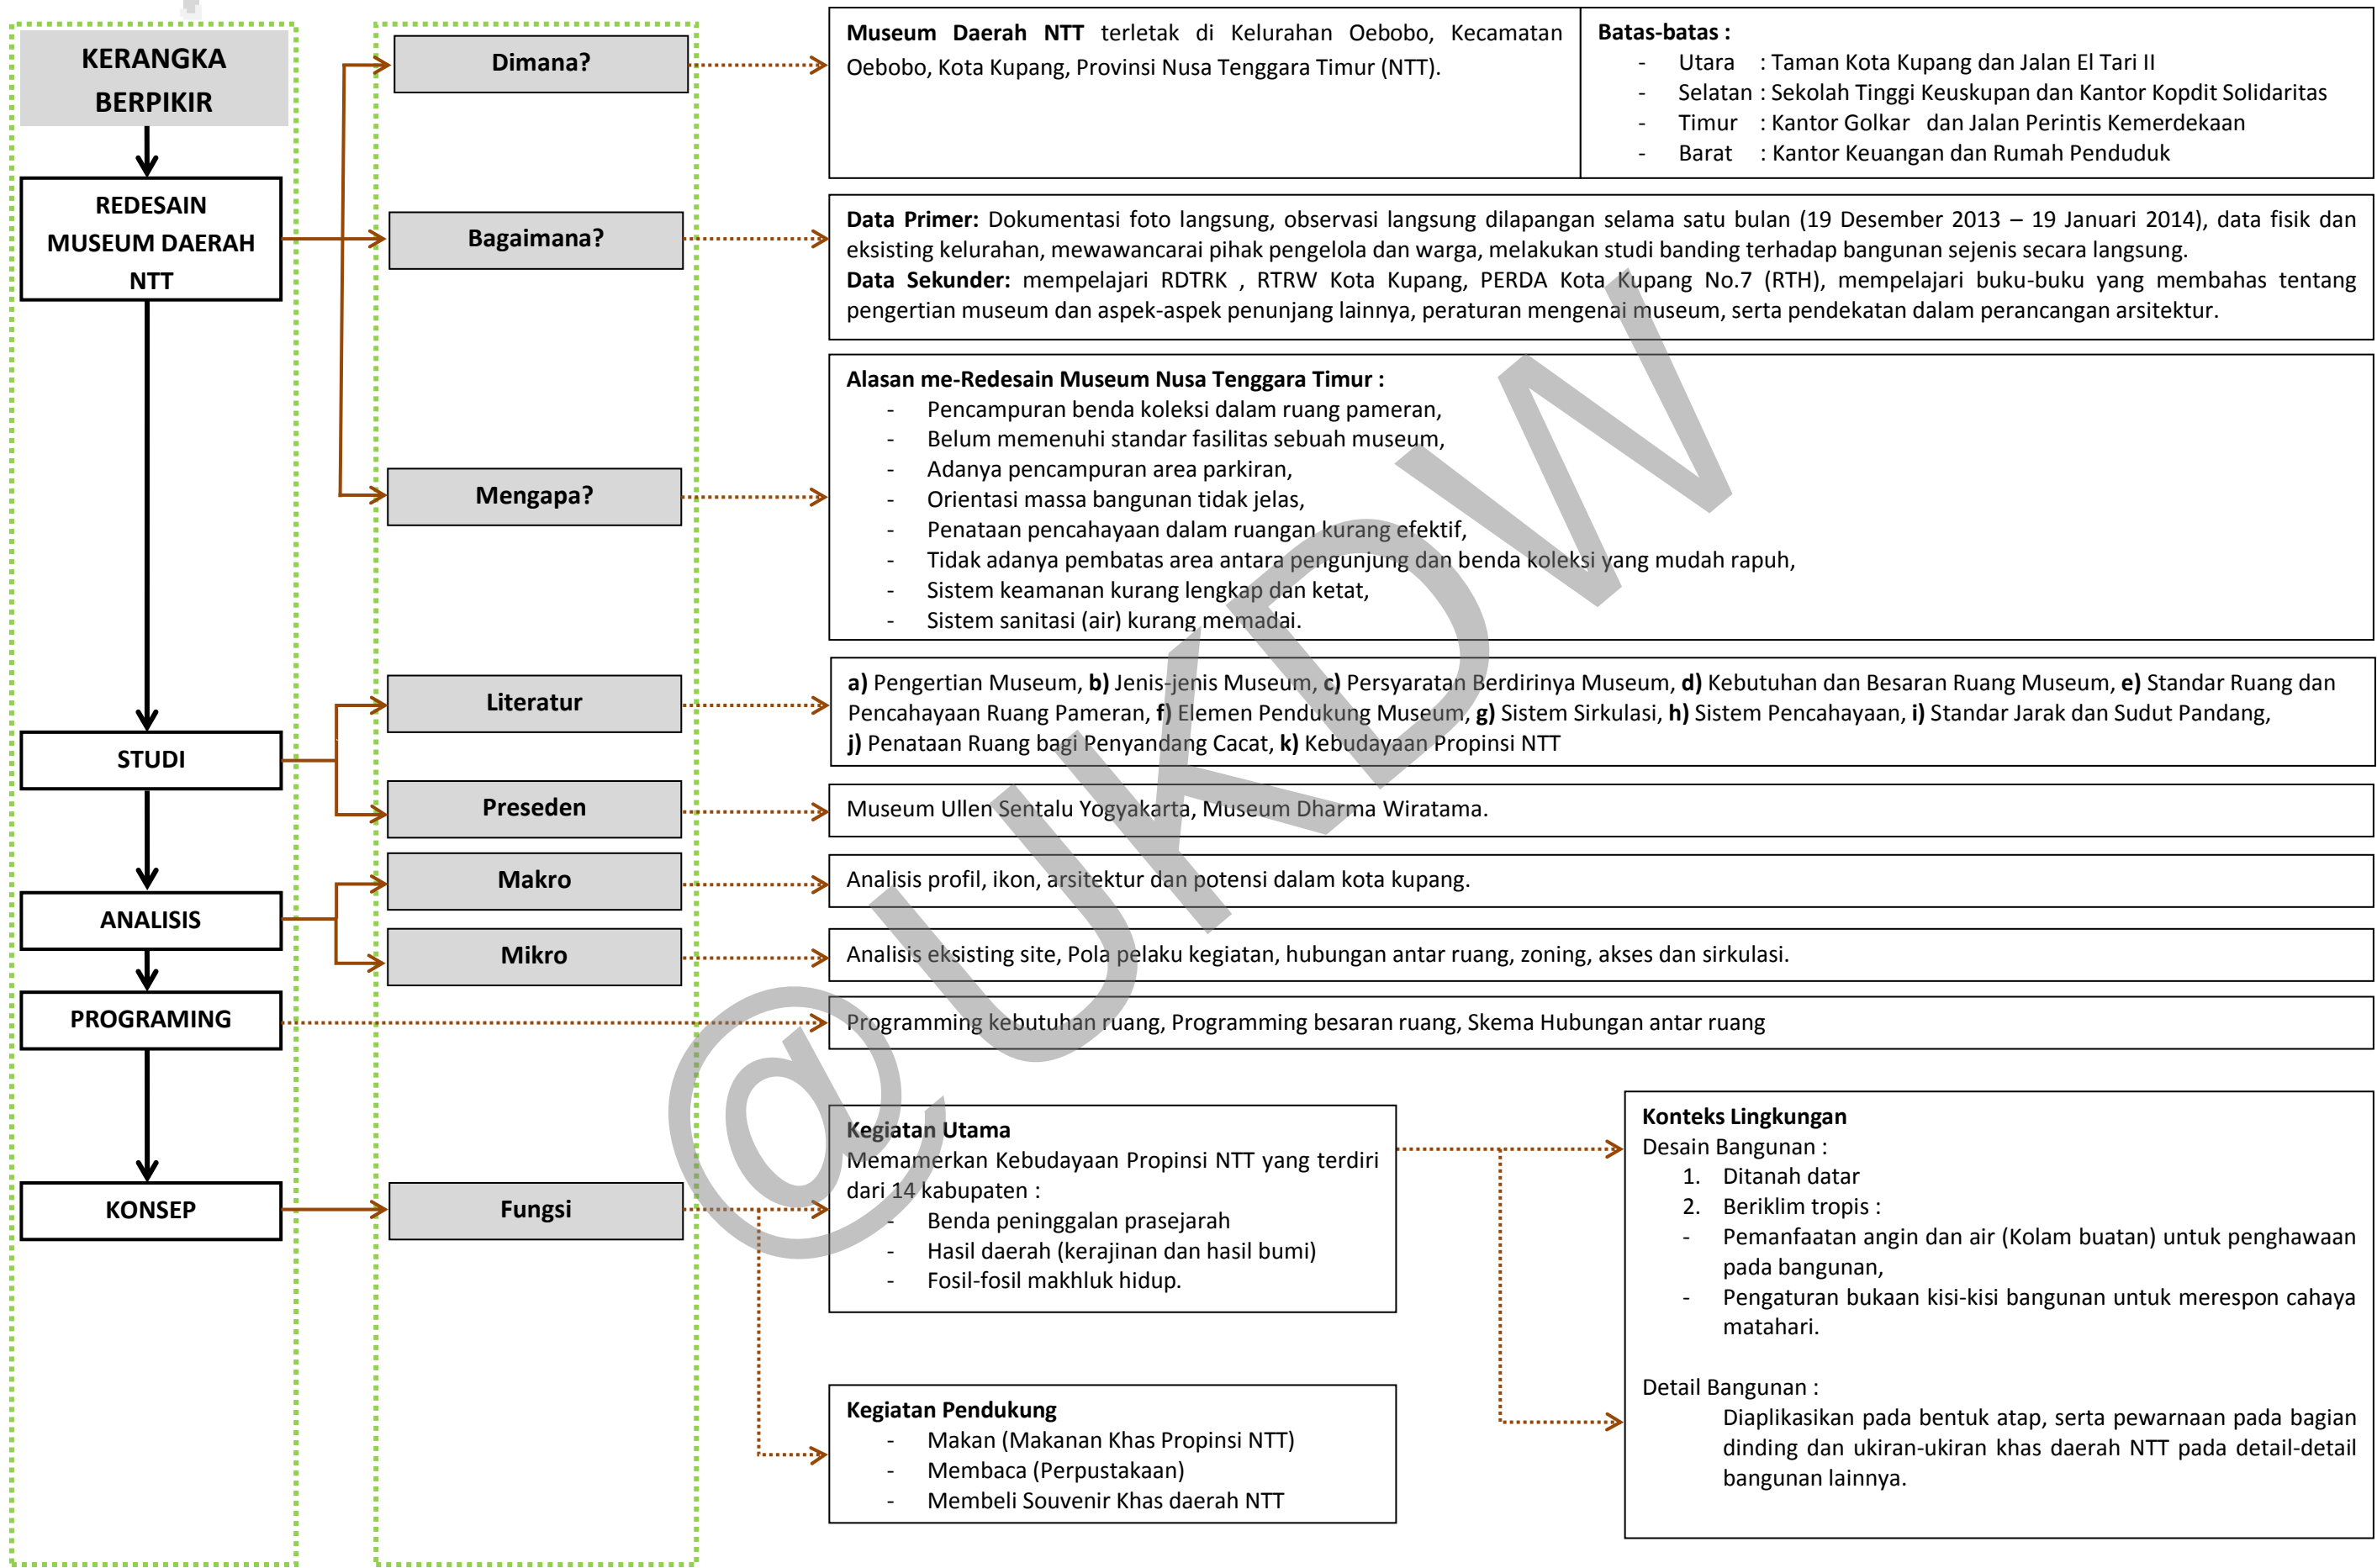 KERANGKA
BERPIKIR
REDESAIN
MUSEUM DAERAH
NTT
STUDI
ANALISIS
PROGRAMING
KONSEP
Dimana?
Bagaimana?
Mengapa?
Literatur
Preseden
Makro
Mikro
Fungsi
Museum Daerah NTT terletak di Kelurahan Oebobo, Kecamatan
Oebobo, Kota Kupang, Provinsi Nusa Tenggara Timur (NTT).
Batas-batas :
- Utara : Taman Kota Kupang dan Jalan El Tari II
- Selatan : Sekolah Tinggi Keuskupan dan Kantor Kopdit Solidaritas
- Timur : Kantor Golkar dan Jalan Perintis Kemerdekaan
- Barat : Kantor Keuangan dan Rumah Penduduk
Data Primer: Dokumentasi foto langsung, observasi langsung dilapangan selama satu bulan (19 Desember 2013 – 19 Januari 2014), data fisik dan
eksisting kelurahan, mewawancarai pihak pengelola dan warga, melakukan studi banding terhadap bangunan sejenis secara langsung.
Data Sekunder: mempelajari RDTRK , RTRW Kota Kupang, PERDA Kota Kupang No.7 (RTH), mempelajari buku-buku yang membahas tentang
pengertian museum dan aspek-aspek penunjang lainnya, peraturan mengenai museum, serta pendekatan dalam perancangan arsitektur.
Alasan me-Redesain Museum Nusa Tenggara Timur :
- Pencampuran benda koleksi dalam ruang pameran,
- Belum memenuhi standar fasilitas sebuah museum,
- Adanya pencampuran area parkiran,
- Orientasi massa bangunan tidak jelas,
- Penataan pencahayaan dalam ruangan kurang efektif,
- Tidak adanya pembatas area antara pengunjung dan benda koleksi yang mudah rapuh,
- Sistem keamanan kurang lengkap dan ketat,
- Sistem sanitasi (air) kurang memadai.
a) Pengertian Museum, b) Jenis-jenis Museum, c) Persyaratan Berdirinya Museum, d) Kebutuhan dan Besaran Ruang Museum, e) Standar Ruang dan
Pencahayaan Ruang Pameran, f) Elemen Pendukung Museum, g) Sistem Sirkulasi, h) Sistem Pencahayaan, i) Standar Jarak dan Sudut Pandang,
j) Penataan Ruang bagi Penyandang Cacat, k) Kebudayaan Propinsi NTT
Museum Ullen Sentalu Yogyakarta, Museum Dharma Wiratama.
Analisis profil, ikon, arsitektur dan potensi dalam kota kupang.
Analisis eksisting site, Pola pelaku kegiatan, hubungan antar ruang, zoning, akses dan sirkulasi.
Programming kebutuhan ruang, Programming besaran ruang, Skema Hubungan antar ruang
Kegiatan Utama
Memamerkan Kebudayaan Propinsi NTT yang terdiri
dari 14 kabupaten :
- Benda peninggalan prasejarah
- Hasil daerah (kerajinan dan hasil bumi)
- Fosil-fosil makhluk hidup.
Kegiatan Pendukung
- Makan (Makanan Khas Propinsi NTT)
- Membaca (Perpustakaan)
- Membeli Souvenir Khas daerah NTT
Konteks Lingkungan
Desain Bangunan :
1. Ditanah datar
2. Beriklim tropis :
- Pemanfaatan angin dan air (Kolam buatan) untuk penghawaan
pada bangunan,
- Pengaturan bukaan kisi-kisi bangunan untuk merespon cahaya
matahari.
Detail Bangunan :
Diaplikasikan pada bentuk atap, serta pewarnaan pada bagian
dinding dan ukiran-ukiran khas daerah NTT pada detail-detail
bangunan lainnya.
@UKDW